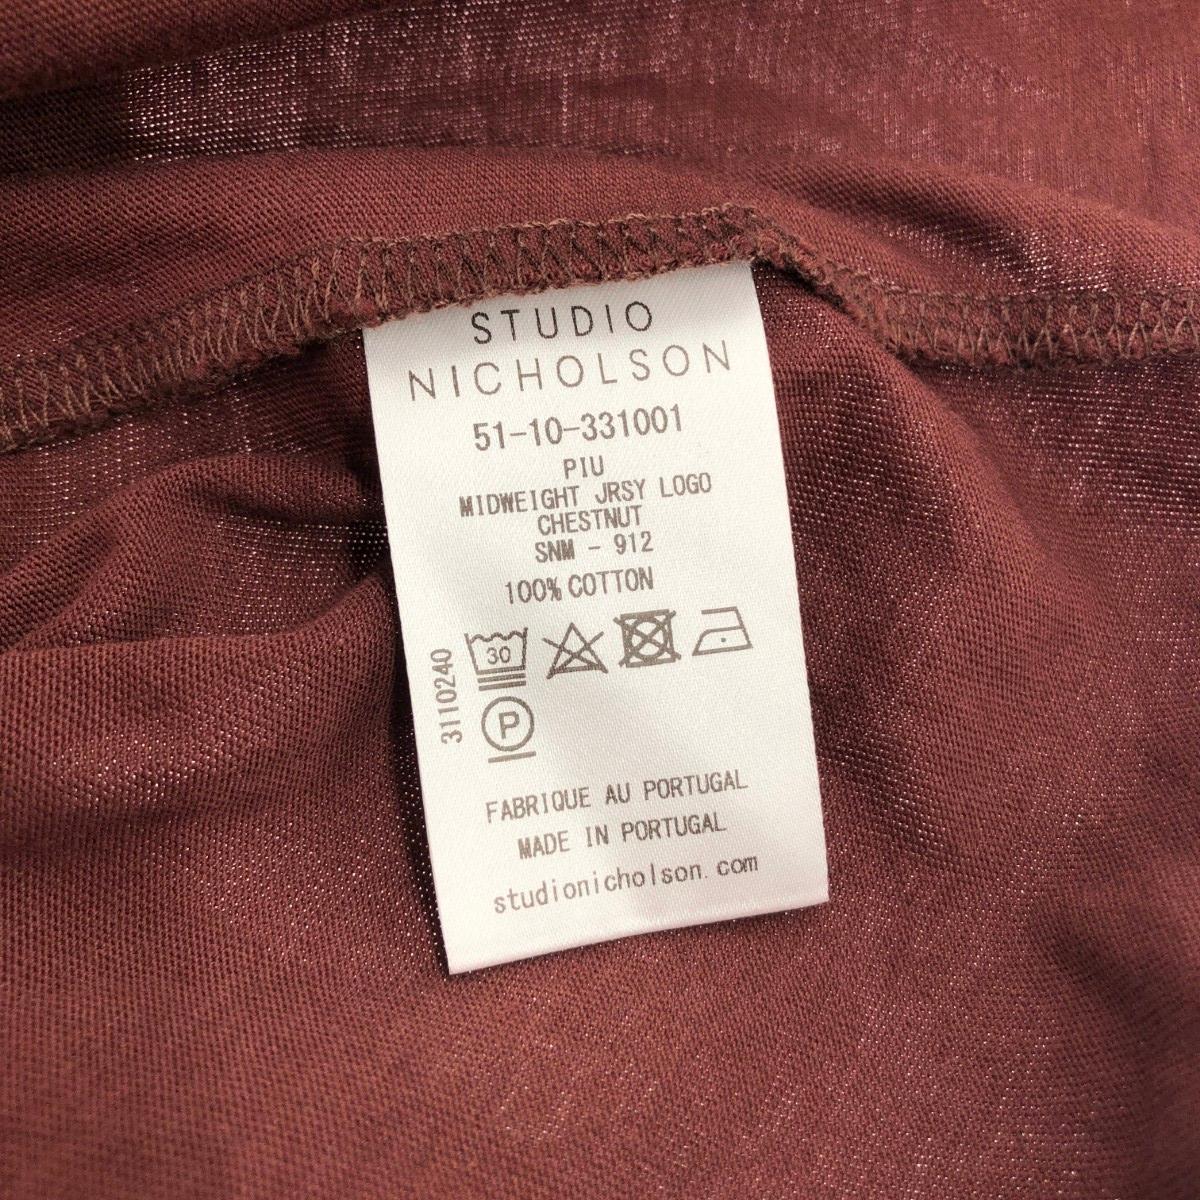 STUDIO
NICHOLSON
51-10-331001
PIU
MIDWEIGHT JRSY LOGO
CHESTNUT
SNM - 912
100% COTTON
30
3110240
P
FABRIQUE AU PORTUGAL
MADE IN PORTUGAL
studionicholson.com